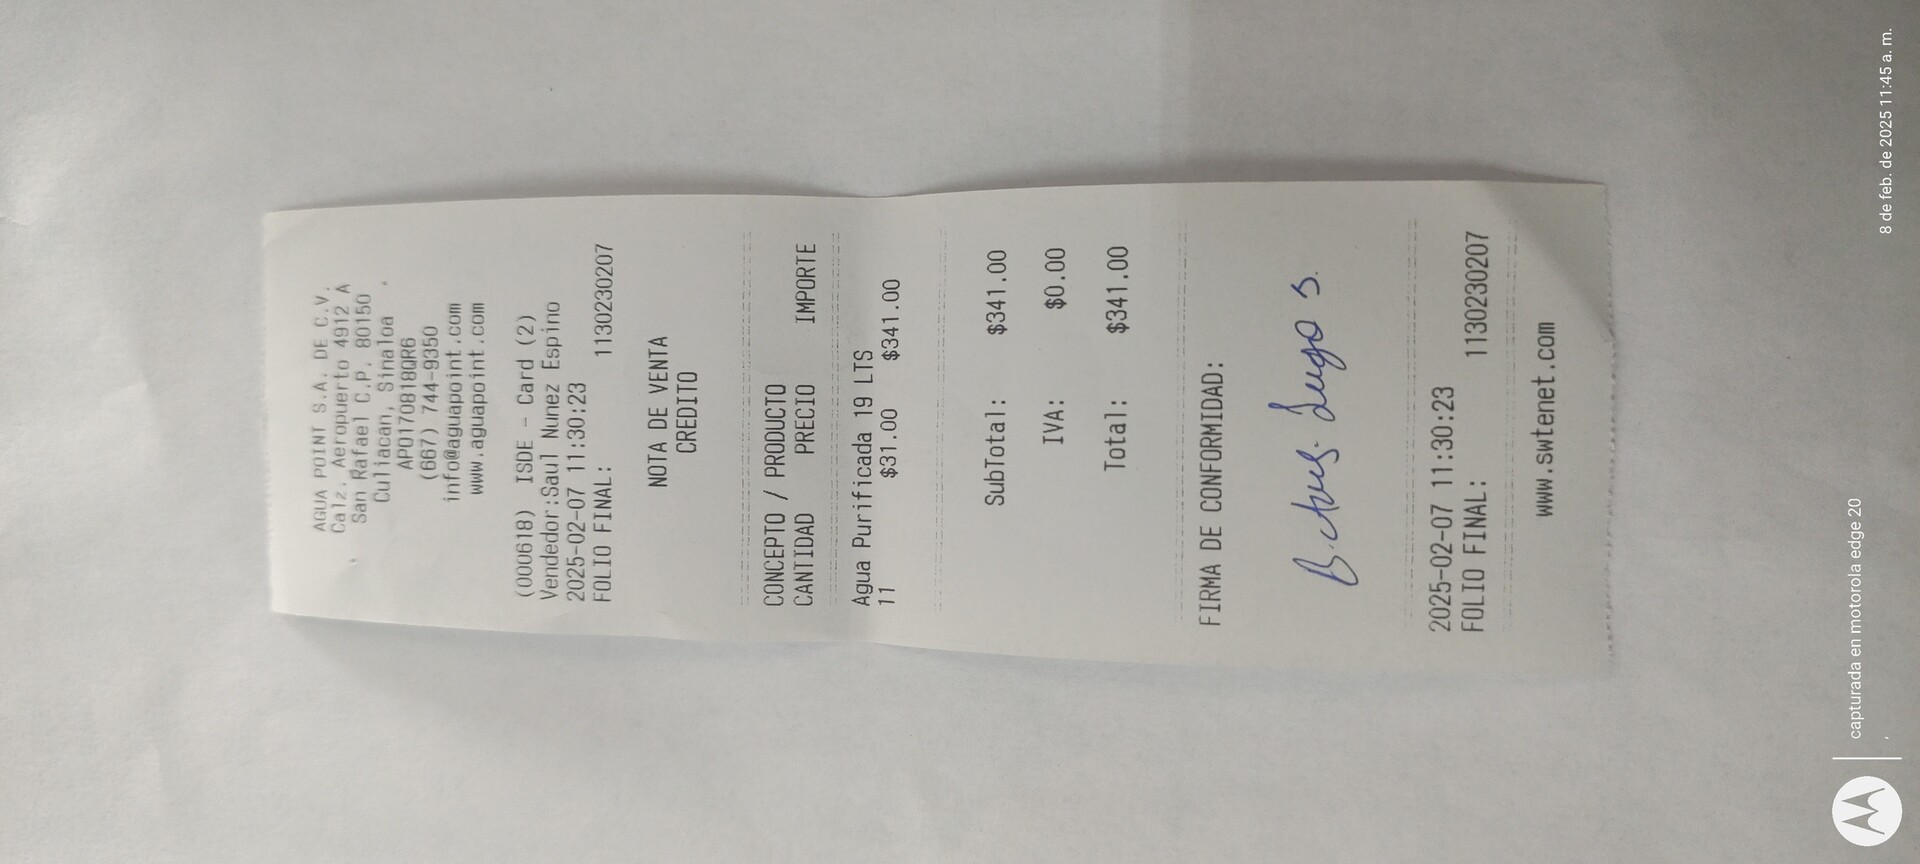 AGUA POINT S.A. DE C.V.
Calz. Aeropuerto 4912 A
San Rafael C.P. 80150
Culiacan, Sinaloa
APO170818QR6
(667) 744-9350
info@aguapoint.com
www.aguapoint.com
(000618) ISDE - Card (2)
Vendedor:Saul Nunez Espino
2025-02-07 11:30:23
FOLIO FINAL: 1130230207
NOTA DE VENTA
CREDITO
CONCEPTO / PRODUCTO
CANTIDAD PRECIO IMPORTE
Agua Purificada 19 LTS
11 $31.00 $341.00
SubTotal: $341.00
IVA: $0.00
Total: $341.00
FIRMA DE CONFORMIDAD:
Lugo S.
2025-02-07 11:30:23
FOLIO FINAL: 1130230207
www.swtenet.com
capturada en motorola edge 20
8 de feb. de 2025 11:45 a. m.